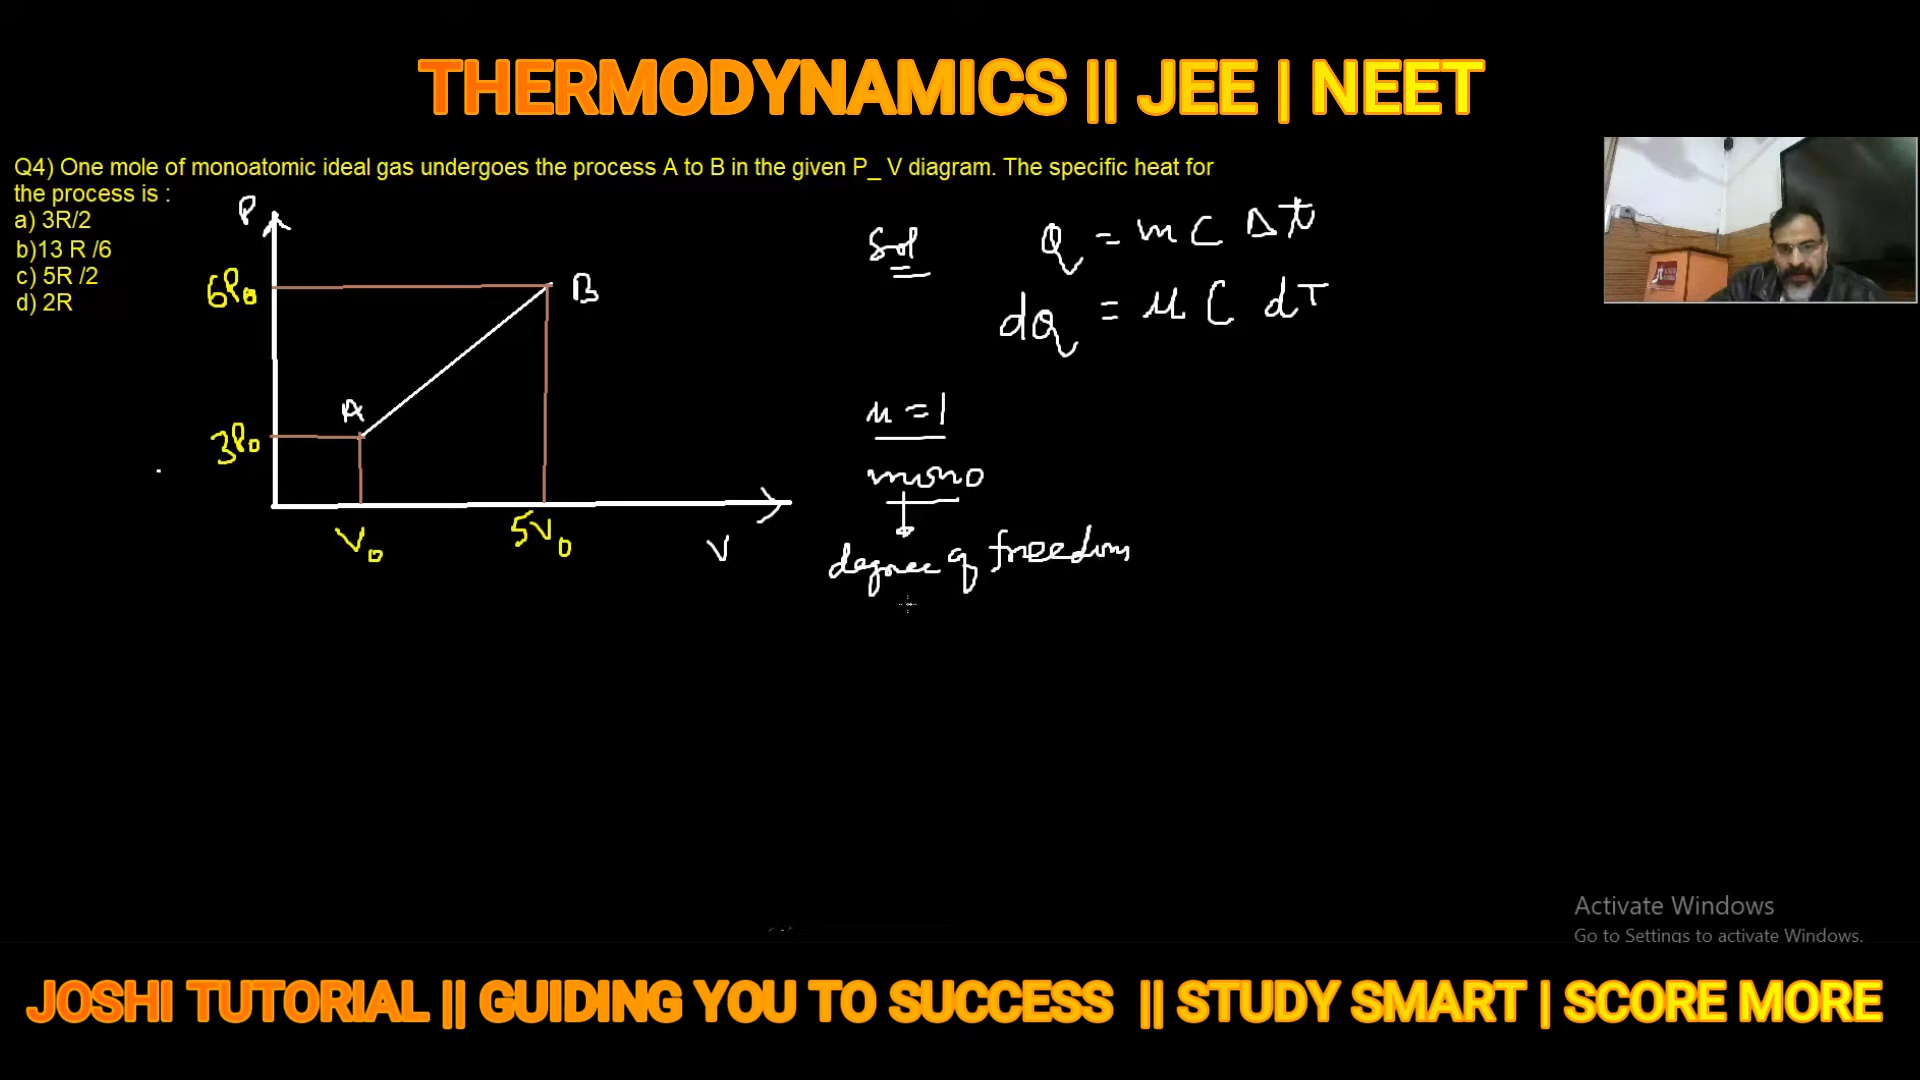 THERMODYNAMICS || JEE | NEET
Q4) One mole of monoatomic ideal gas undergoes the process A to B in the given P_ V diagram. The specific heat for
the process is :
a) 3R/2
b)13 R /6
c) 5R /2
d) 2R
P
6P₀
B
A
3P₀
V₀
5V₀
V
Sol
Q = m C Δt
dQ = μ C dT
μ = 1
mono
degree of freedom
Activate Windows
Go to Settings to activate Windows.
JOSHI TUTORIAL || GUIDING YOU TO SUCCESS || STUDY SMART | SCORE MORE